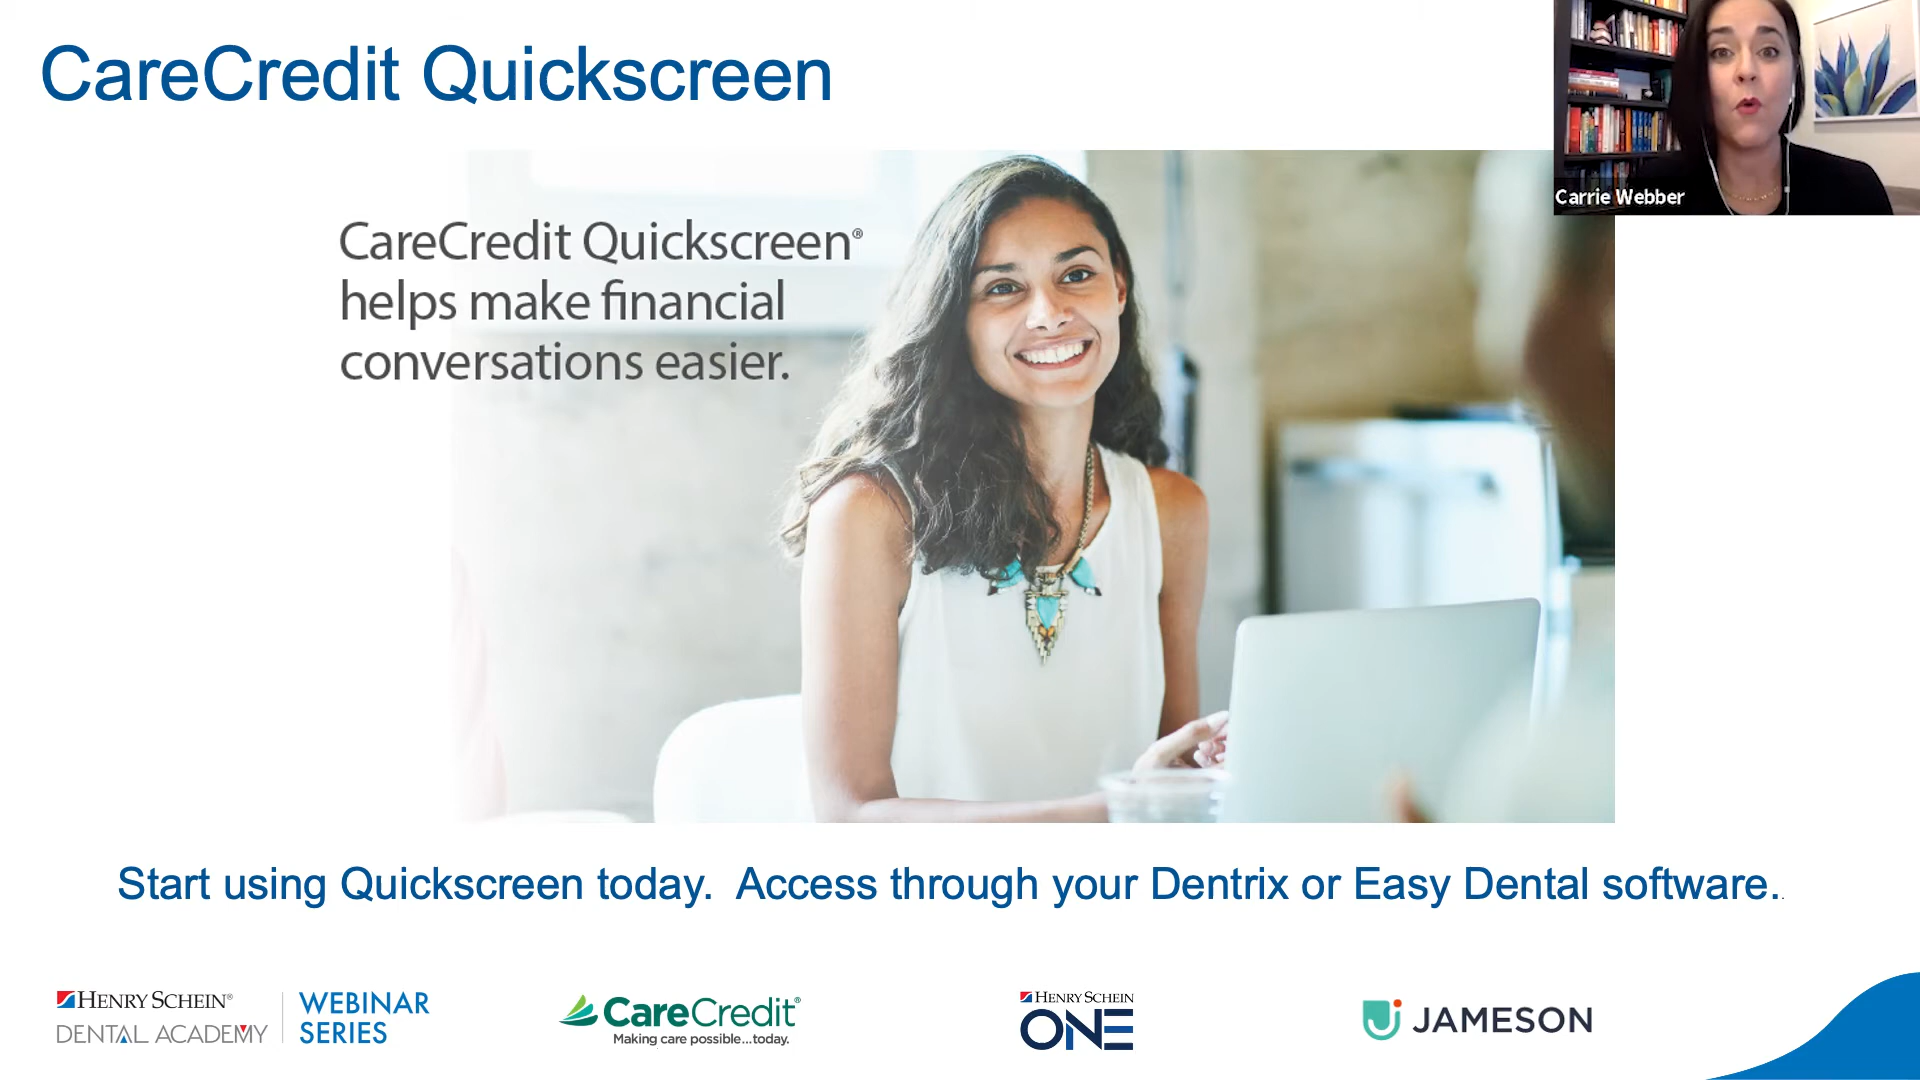 CareCredit Quickscreen
Carrie Webber
CareCredit Quickscreen®
helps make financial
conversations easier.
Start using Quickscreen today.  Access through your Dentrix or Easy Dental software..
HENRY SCHEIN®
DENTAL ACADEMY
WEBINAR
SERIES
CareCredit®
Making care possible...today.
HENRY SCHEIN
ONE
JAMESON